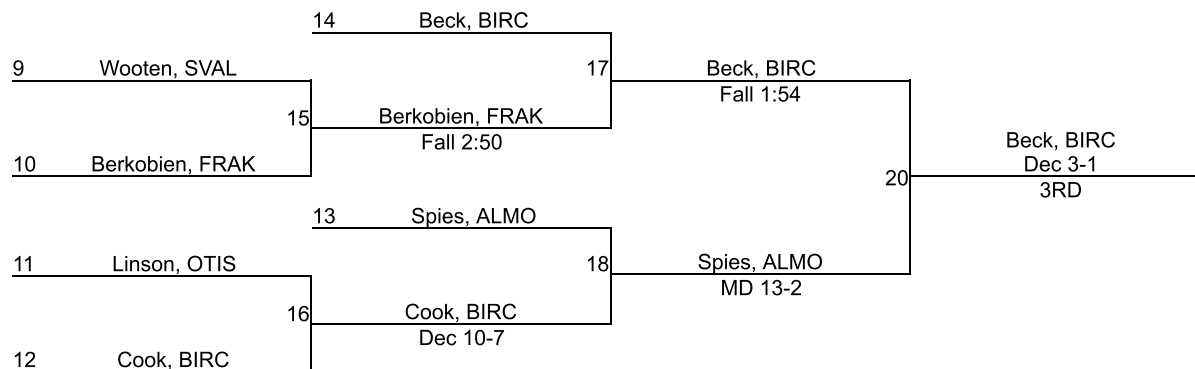 14 Beck, BIRC
9 Wooten, SVAL
17 Beck, BIRC
Fall 1:54
15 Berkobien, FRAK
Fall 2:50
10 Berkobien, FRAK
Beck, BIRC
20 Dec 3-1
3RD
13 Spies, ALMO
11 Linson, OTIS
18 Spies, ALMO
MD 13-2
16 Cook, BIRC
Dec 10-7
12 Cook, BIRC